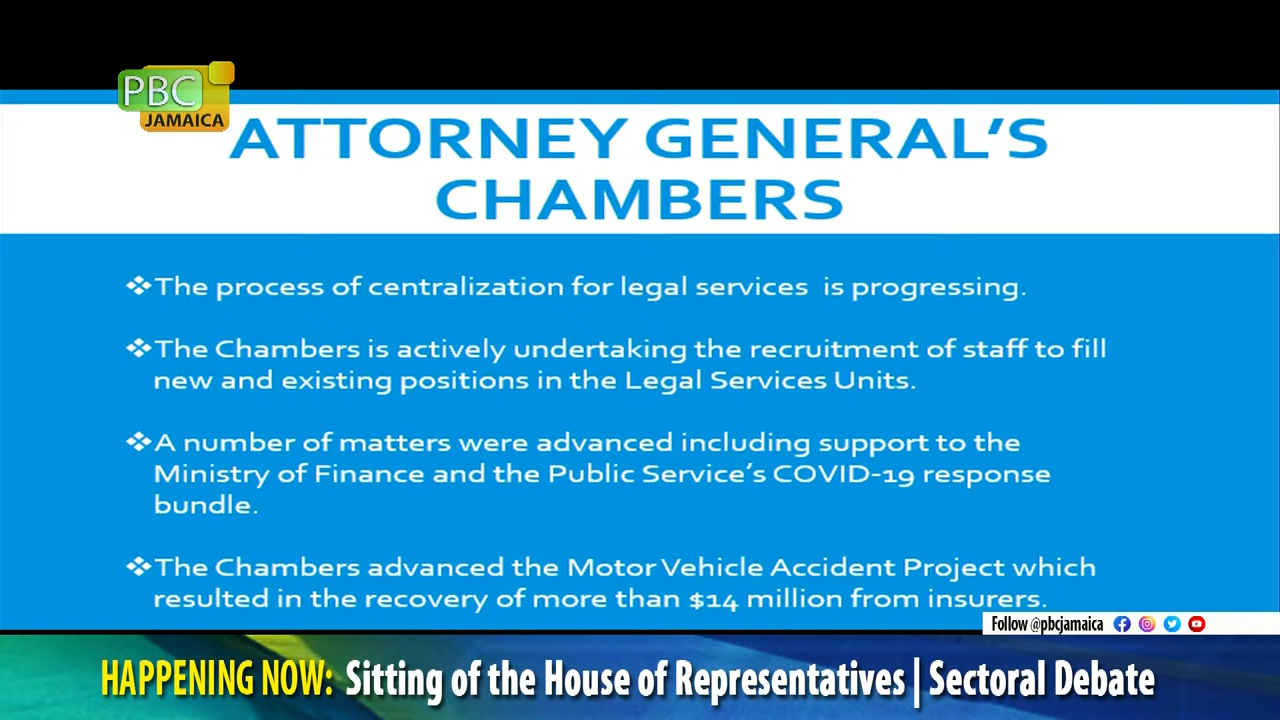 PBC
JAMAICA
ATTORNEY GENERAL'S
CHAMBERS
❖The process of centralization for legal services is progressing.
❖The Chambers is actively undertaking the recruitment of staff to fill
new and existing positions in the Legal Services Units.
❖A number of matters were advanced including support to the
Ministry of Finance and the Public Service's COVID-19 response
bundle.
❖The Chambers advanced the Motor Vehicle Accident Project which
resulted in the recovery of more than $14 million from insurers.
Follow @pbcjamaica
HAPPENING NOW: Sitting of the House of Representatives | Sectoral Debate